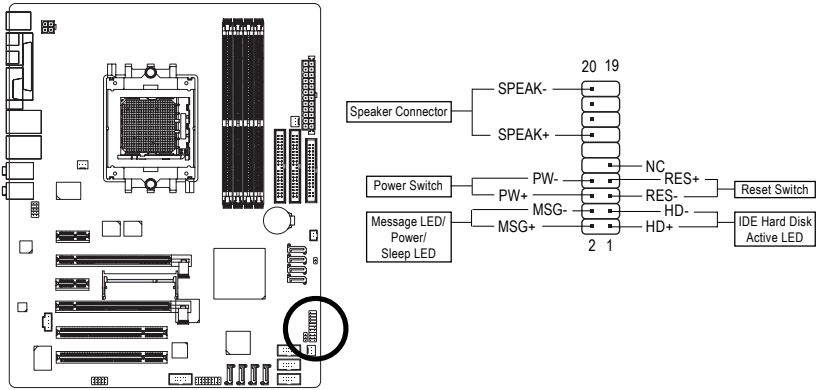 20 19
SPEAK-
Speaker Connector
SPEAK+
NC
PW-
RES+
Power Switch
Reset Switch
PW+
RES-
MSG-
HD-
Message LED/
Power/
Sleep LED
IDE Hard Disk
Active LED
MSG+
HD+
2 1